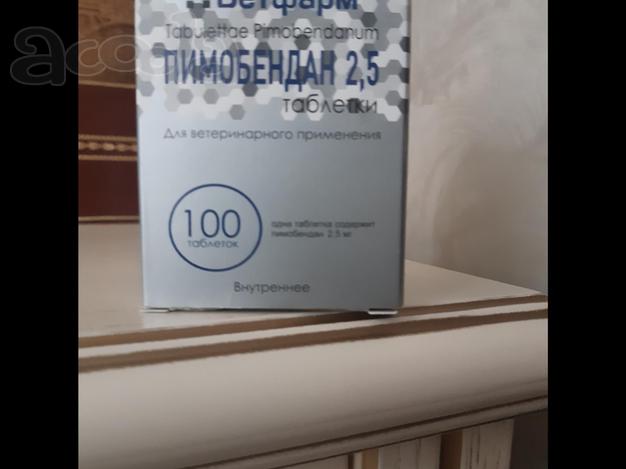 Ветфарм
Tabulettae Pimobendanum
ПИМОБЕНДАН 2,5
таблетки
Для ветеринарного применения
100
таблеток
одна таблетка содержит
пимобендан 2,5 мг
Внутреннее